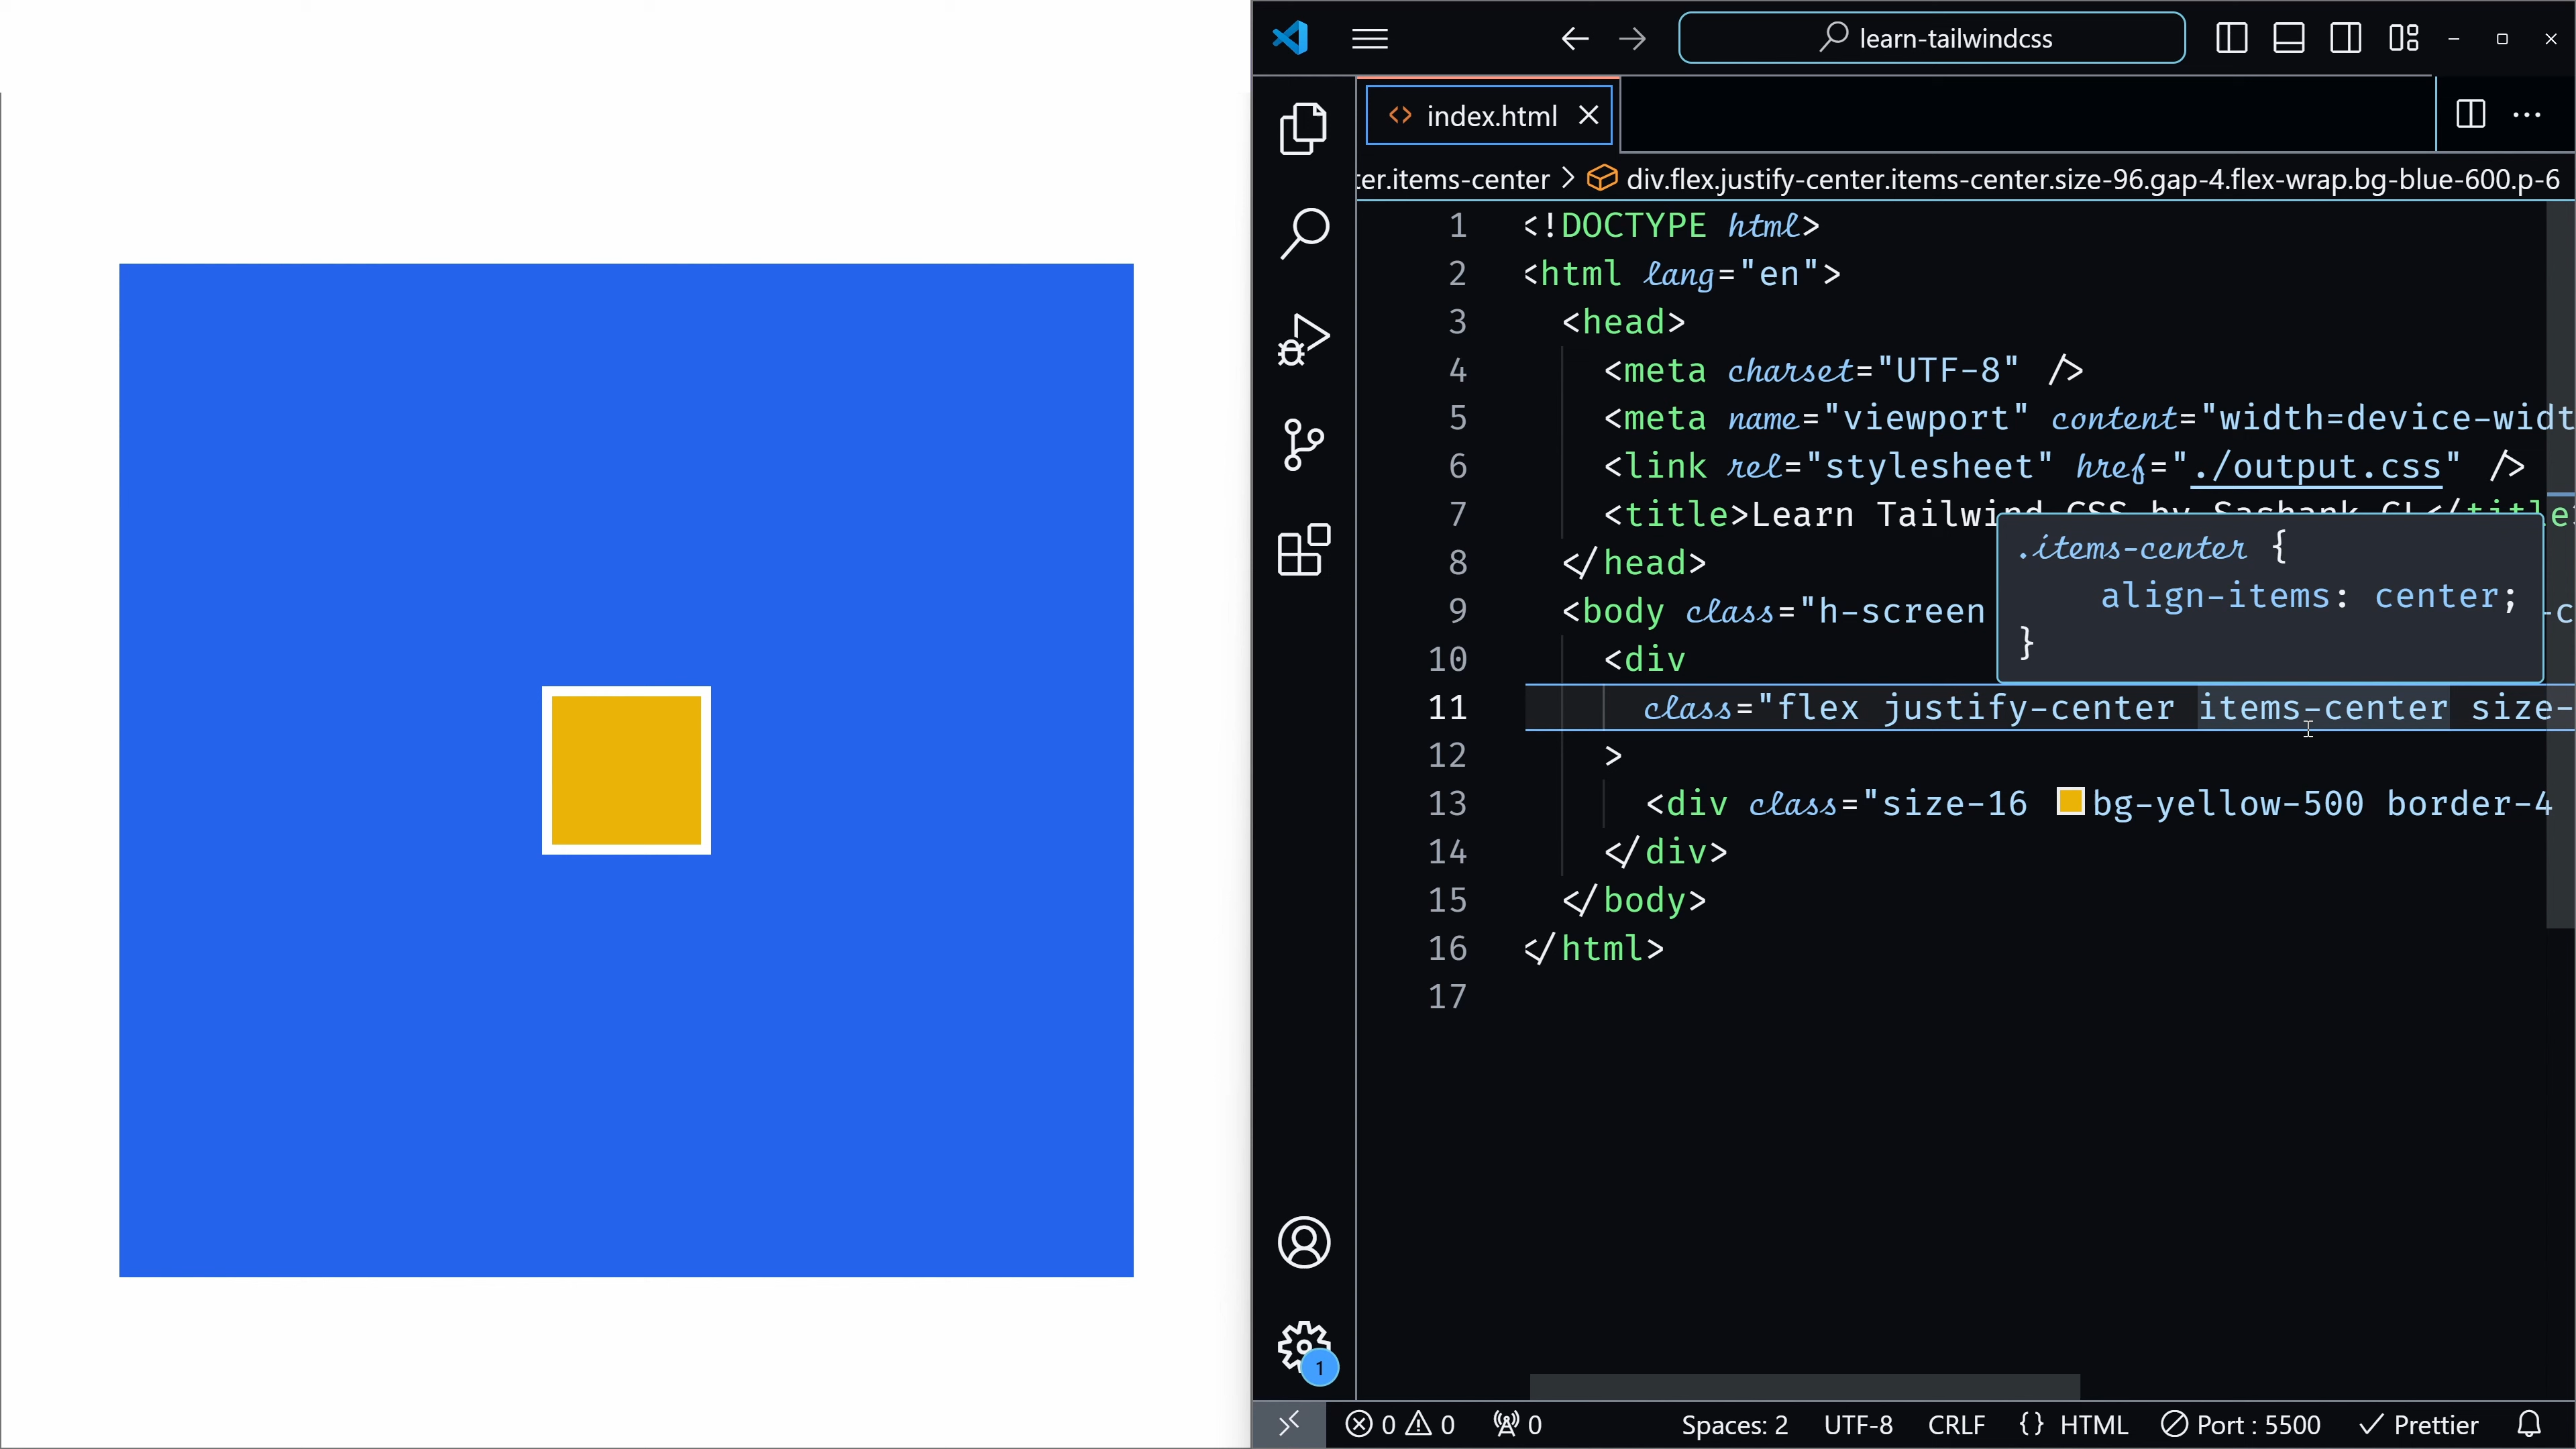 learn-tailwindcss
index.html
ter.items-center > div.flex.justify-center.items-center.size-96.gap-4.flex-wrap.bg-blue-600.p-6
1 <!DOCTYPE html>
2 <html lang="en">
3 <head>
4 <meta charset="UTF-8" />
5 <meta name="viewport" content="width=device-widt
6 <link rel="stylesheet" href="./output.css" />
7 <title>Learn Tailwind CSS by Sashank G!</title>
.items-center {
8 </head>
align-items: center;
9 <body class="h-screen
}
10 <div
11 class="flex justify-center items-center size-
12 >
13 <div class="size-16 bg-yellow-500 border-4
14 </div>
15 </body>
16 </html>
17
1
0 0 0 Spaces: 2 UTF-8 CRLF {} HTML Port : 5500 Prettier